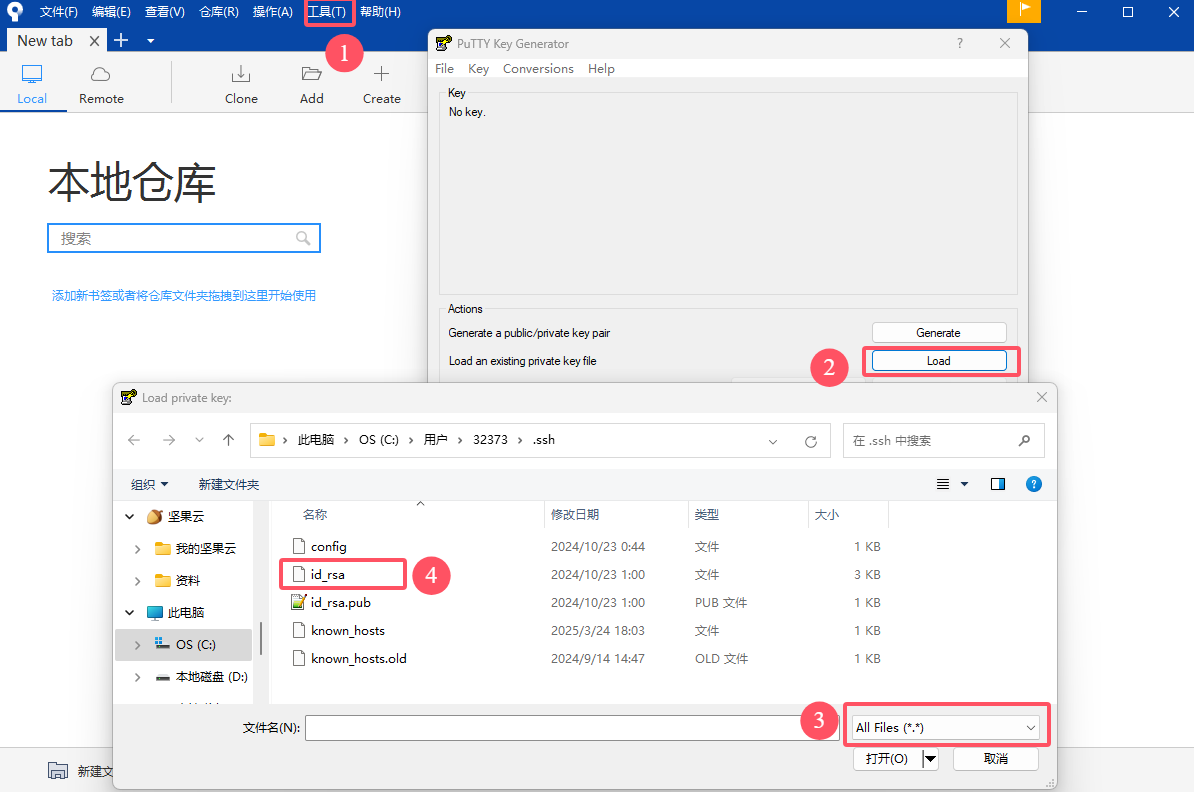 文件(F) 编辑(E) 查看(V) 仓库(R) 操作(A) 工具(T) 帮助(H)
New tab
1
Local Remote Clone Add Create
本地仓库
搜索
添加新书签或者将仓库文件夹拖拽到这里开始使用
PuTTY Key Generator ?
File Key Conversions Help
Key
No key.
Actions
Generate a public/private key pair Generate
Load an existing private key file 2 Load
Load private key:
此电脑 OS (C:) 用户 32373 .ssh 在 .ssh 中搜索
组织 新建文件夹 ?
坚果云
我的坚果云
资料
此电脑
OS (C:)
本地磁盘 (D:)
名称 修改日期 类型 大小
config 2024/10/23 0:44 文件 1 KB
id_rsa 4 2024/10/23 1:00 文件 3 KB
id_rsa.pub 2024/10/23 1:00 PUB 文件 1 KB
known_hosts 2025/3/24 18:03 文件 1 KB
known_hosts.old 2024/9/14 14:47 OLD 文件 1 KB
文件名(N): 3 All Files (*.*)
打开(O) 取消
新建文